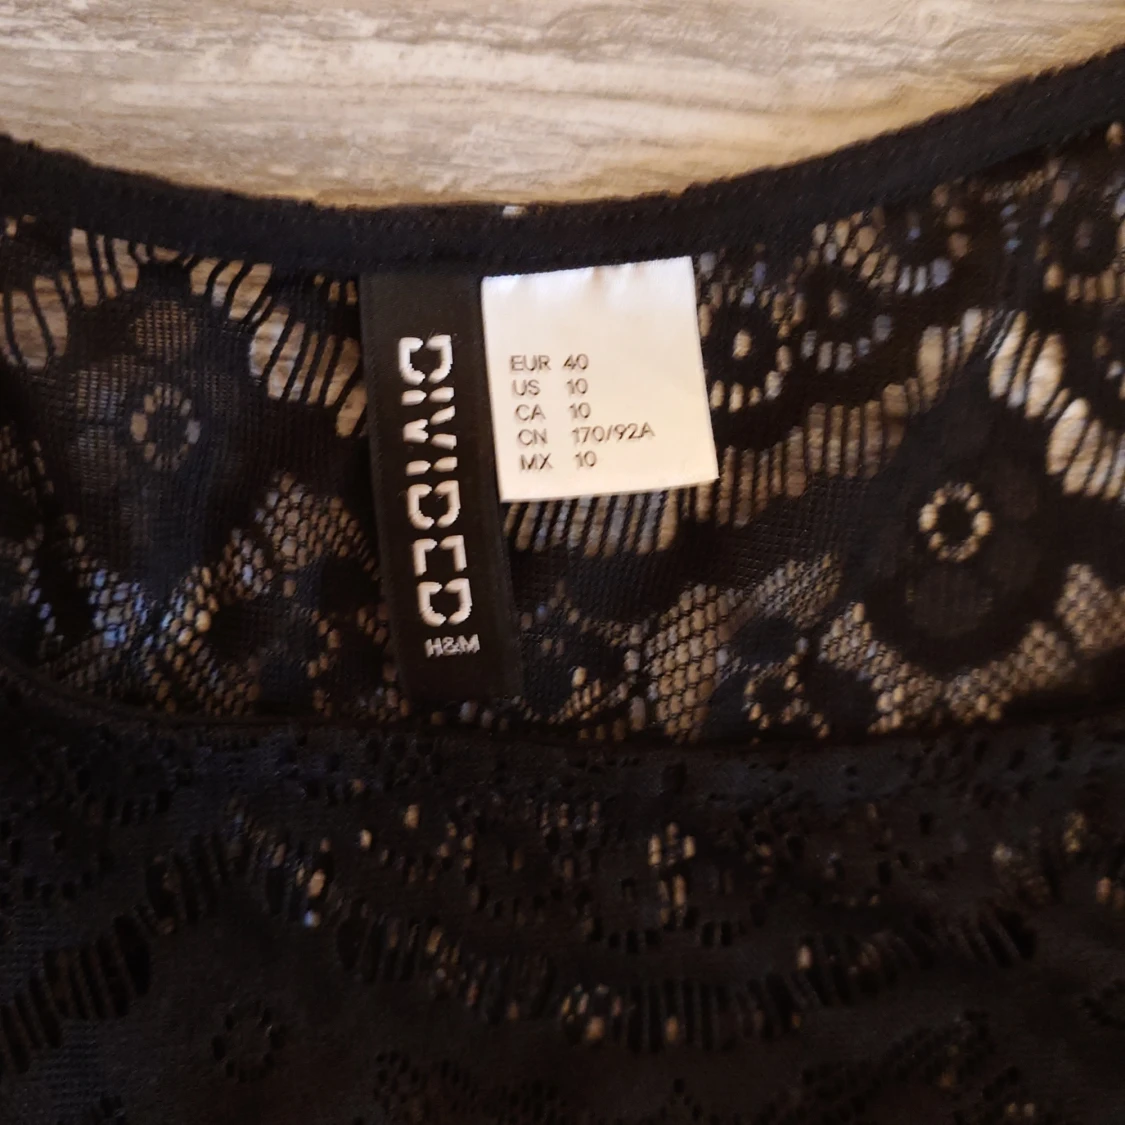 DIVIDED
H&M
EUR 40
US 10
CA 10
CN 170/92A
MX 10